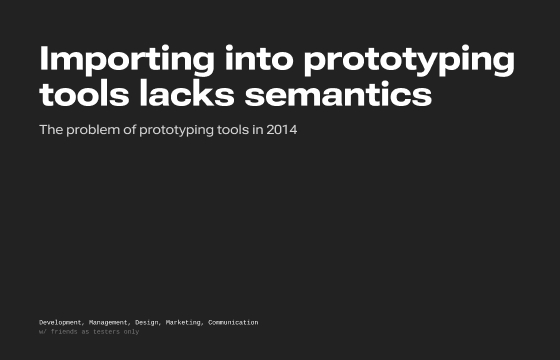 Importing into prototyping
tools lacks semantics
The problem of prototyping tools in 2014
Development, Management, Design, Marketing, Communication
w/ friends as testers only